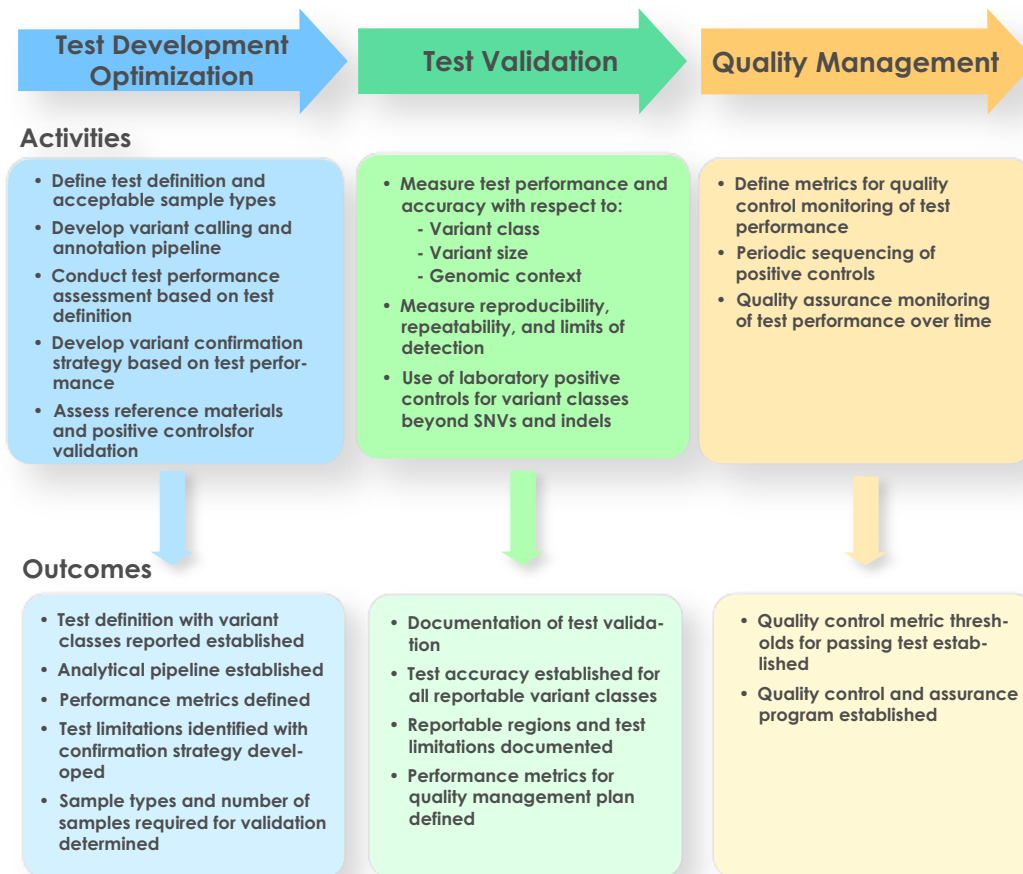 Test Development
Optimization
Test Validation
Quality Management
Activities
• Define test definition and
acceptable sample types
• Develop variant calling and
annotation pipeline
• Conduct test performance
assessment based on test
definition
• Develop variant confirmation
strategy based on test perfor-
mance
• Assess reference materials
and positive controlsfor
validation
• Measure test performance and
accuracy with respect to:
- Variant class
- Variant size
- Genomic context
• Measure reproducibility,
repeatability, and limits of
detection
• Use of laboratory positive
controls for variant classes
beyond SNVs and indels
• Define metrics for quality
control monitoring of test
performance
• Periodic sequencing of
positive controls
• Quality assurance monitoring
of test performance over time
Outcomes
• Test definition with variant
classes reported established
• Analytical pipeline established
• Performance metrics defined
• Test limitations identified with
confirmation strategy devel-
oped
• Sample types and number of
samples required for validation
determined
• Documentation of test valida-
tion
• Test accuracy established for
all reportable variant classes
• Reportable regions and test
limitations documented
• Performance metrics for
quality management plan
defined
• Quality control metric thresh-
olds for passing test estab-
lished
• Quality control and assurance
program established